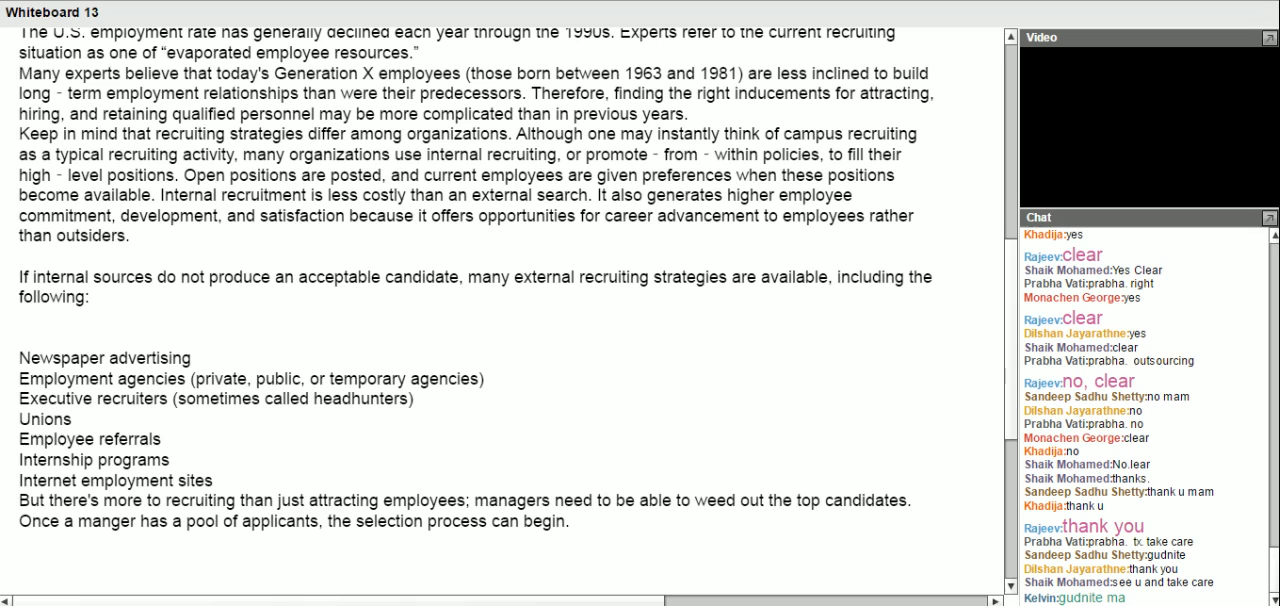 Whiteboard 13
The U.S. employment rate has generally declined each year through the 1990s. Experts refer to the current recruiting
situation as one of “evaporated employee resources.”
Many experts believe that today's Generation X employees (those born between 1963 and 1981) are less inclined to build
long - term employment relationships than were their predecessors. Therefore, finding the right inducements for attracting,
hiring, and retaining qualified personnel may be more complicated than in previous years.
Keep in mind that recruiting strategies differ among organizations. Although one may instantly think of campus recruiting
as a typical recruiting activity, many organizations use internal recruiting, or promote - from - within policies, to fill their
high - level positions. Open positions are posted, and current employees are given preferences when these positions
become available. Internal recruitment is less costly than an external search. It also generates higher employee
commitment, development, and satisfaction because it offers opportunities for career advancement to employees rather
than outsiders.
If internal sources do not produce an acceptable candidate, many external recruiting strategies are available, including the
following:
Newspaper advertising
Employment agencies (private, public, or temporary agencies)
Executive recruiters (sometimes called headhunters)
Unions
Employee referrals
Internship programs
Internet employment sites
But there's more to recruiting than just attracting employees; managers need to be able to weed out the top candidates.
Once a manger has a pool of applicants, the selection process can begin.
Video
Chat
Khadija:yes
Rajeev:clear
Shaik Mohamed:Yes Clear
Prabha Vati:prabha. right
Monachen George:yes
Rajeev:clear
Dilshan Jayarathne:yes
Shaik Mohamed:clear
Prabha Vati:prabha. outsourcing
Rajeev:no, clear
Sandeep Sadhu Shetty:no mam
Dilshan Jayarathne:no
Prabha Vati:prabha. no
Monachen George:clear
Khadija:no
Shaik Mohamed:No.lear
Shaik Mohamed:thanks.
Sandeep Sadhu Shetty:thank u mam
Khadija:thank u
Rajeev:thank you
Prabha Vati:prabha. tx. take care
Sandeep Sadhu Shetty:gudnite
Dilshan Jayarathne:thank you
Shaik Mohamed:see u and take care
Kelvin:gudnite ma